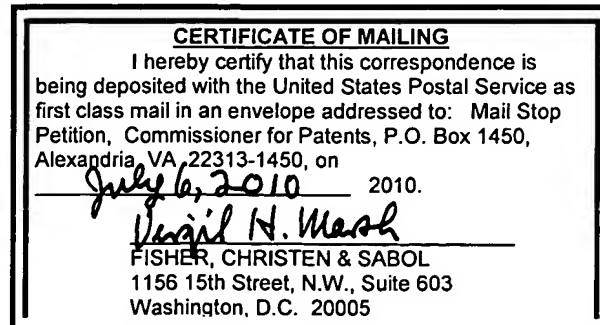 CERTIFICATE OF MAILING
I hereby certify that this correspondence is
being deposited with the United States Postal Service as
first class mail in an envelope addressed to: Mail Stop
Petition, Commissioner for Patents, P.O. Box 1450,
Alexandria, VA 22313-1450, on
July 6, 2010 2010.
Virgil H. Marsh
FISHER, CHRISTEN & SABOL
1156 15th Street, N.W., Suite 603
Washington, D.C. 20005